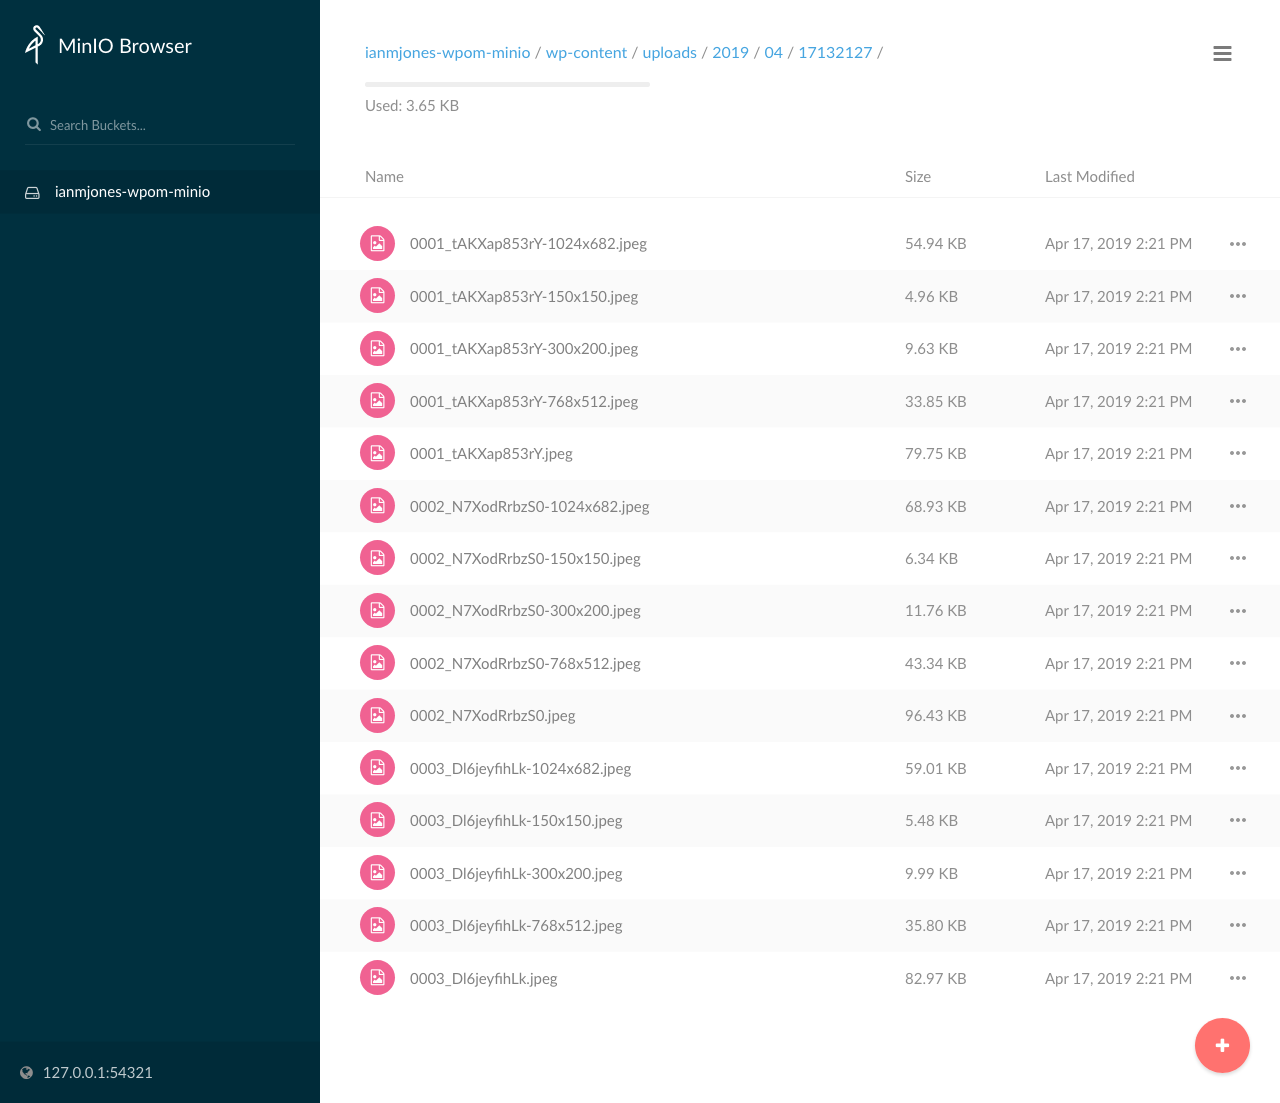 MinIO Browser
Search Buckets...
ianmjones-wpom-minio
127.0.0.1:54321
ianmjones-wpom-minio / wp-content / uploads / 2019 / 04 / 17132127 /
Used: 3.65 KB
Name Size Last Modified
0001_tAKXap853rY-1024x682.jpeg 54.94 KB Apr 17, 2019 2:21 PM
0001_tAKXap853rY-150x150.jpeg 4.96 KB Apr 17, 2019 2:21 PM
0001_tAKXap853rY-300x200.jpeg 9.63 KB Apr 17, 2019 2:21 PM
0001_tAKXap853rY-768x512.jpeg 33.85 KB Apr 17, 2019 2:21 PM
0001_tAKXap853rY.jpeg 79.75 KB Apr 17, 2019 2:21 PM
0002_N7XodRrbzS0-1024x682.jpeg 68.93 KB Apr 17, 2019 2:21 PM
0002_N7XodRrbzS0-150x150.jpeg 6.34 KB Apr 17, 2019 2:21 PM
0002_N7XodRrbzS0-300x200.jpeg 11.76 KB Apr 17, 2019 2:21 PM
0002_N7XodRrbzS0-768x512.jpeg 43.34 KB Apr 17, 2019 2:21 PM
0002_N7XodRrbzS0.jpeg 96.43 KB Apr 17, 2019 2:21 PM
0003_Dl6jeyfihLk-1024x682.jpeg 59.01 KB Apr 17, 2019 2:21 PM
0003_Dl6jeyfihLk-150x150.jpeg 5.48 KB Apr 17, 2019 2:21 PM
0003_Dl6jeyfihLk-300x200.jpeg 9.99 KB Apr 17, 2019 2:21 PM
0003_Dl6jeyfihLk-768x512.jpeg 35.80 KB Apr 17, 2019 2:21 PM
0003_Dl6jeyfihLk.jpeg 82.97 KB Apr 17, 2019 2:21 PM